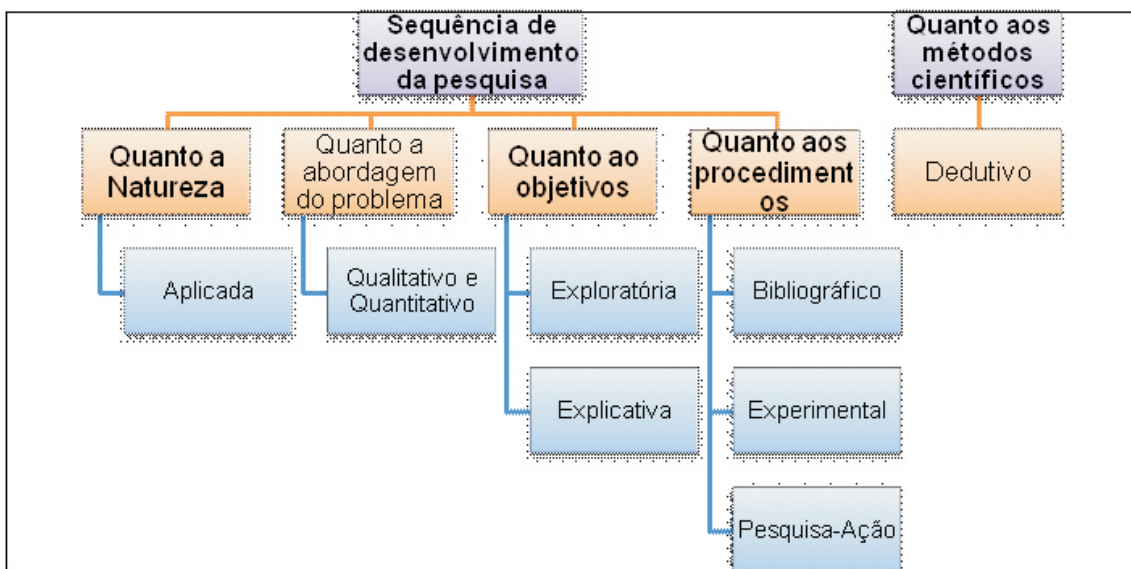 Sequência de
desenvolvimento
da pesquisa
Quanto aos
métodos
científicos
Quanto a
Natureza
Quanto a
abordagem
do problema
Quanto ao
objetivos
Quanto aos
procediment
os
Dedutivo
Aplicada
Qualitativo e
Quantitativo
Exploratória
Bibliográfico
Explicativa
Experimental
Pesquisa-Ação